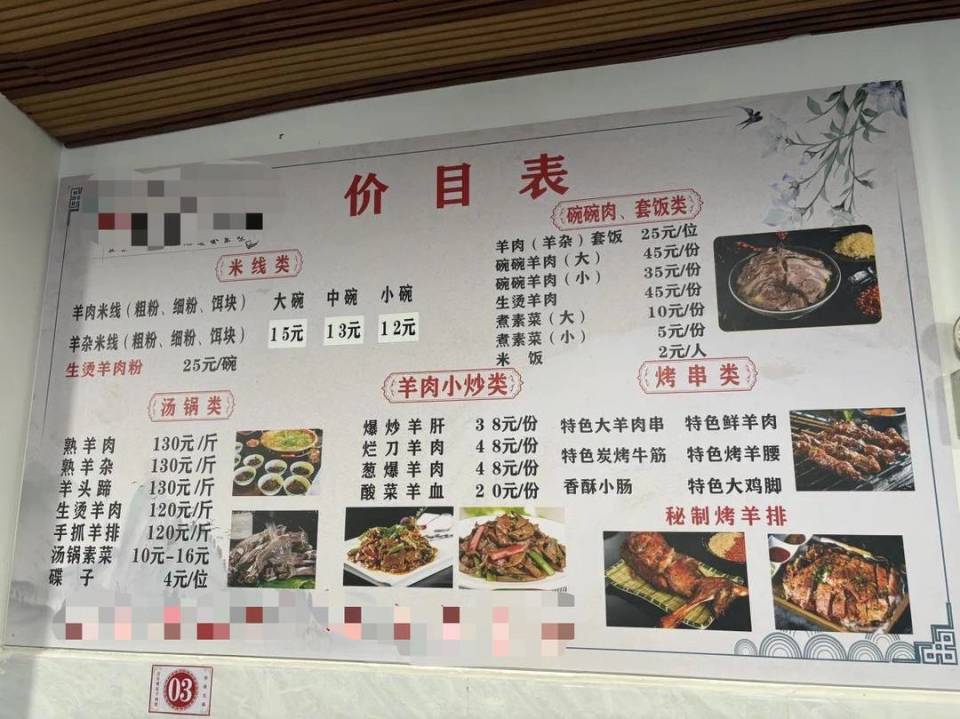 价目表
米线类
大碗 中碗 小碗
羊肉米线（粗粉、细粉、饵块）
羊杂米线（粗粉、细粉、饵块） 15元 13元 12元
生烫羊肉粉 25元/碗
碗碗肉、套饭类
羊肉（羊杂）套饭 25元/位
碗碗羊肉（大） 45元/份
碗碗羊肉（小） 35元/份
生烫羊肉 45元/份
煮素菜（大） 10元/份
煮素菜（小） 5元/份
米饭 2元/人
汤锅类
熟羊肉 130元/斤
熟羊杂 130元/斤
羊头蹄 130元/斤
生烫羊肉 120元/斤
手抓羊排 120元/斤
汤锅素菜 10元-16元
碟子 4元/位
羊肉小炒类
爆炒羊肝 38元/份
烂刀羊肉 48元/份
葱爆羊肉 48元/份
酸菜羊血 20元/份
烤串类
特色大羊肉串 特色鲜羊肉
特色炭烤牛筋 特色烤羊腰
香酥小肠 特色大鸡脚
秘制烤羊排
03